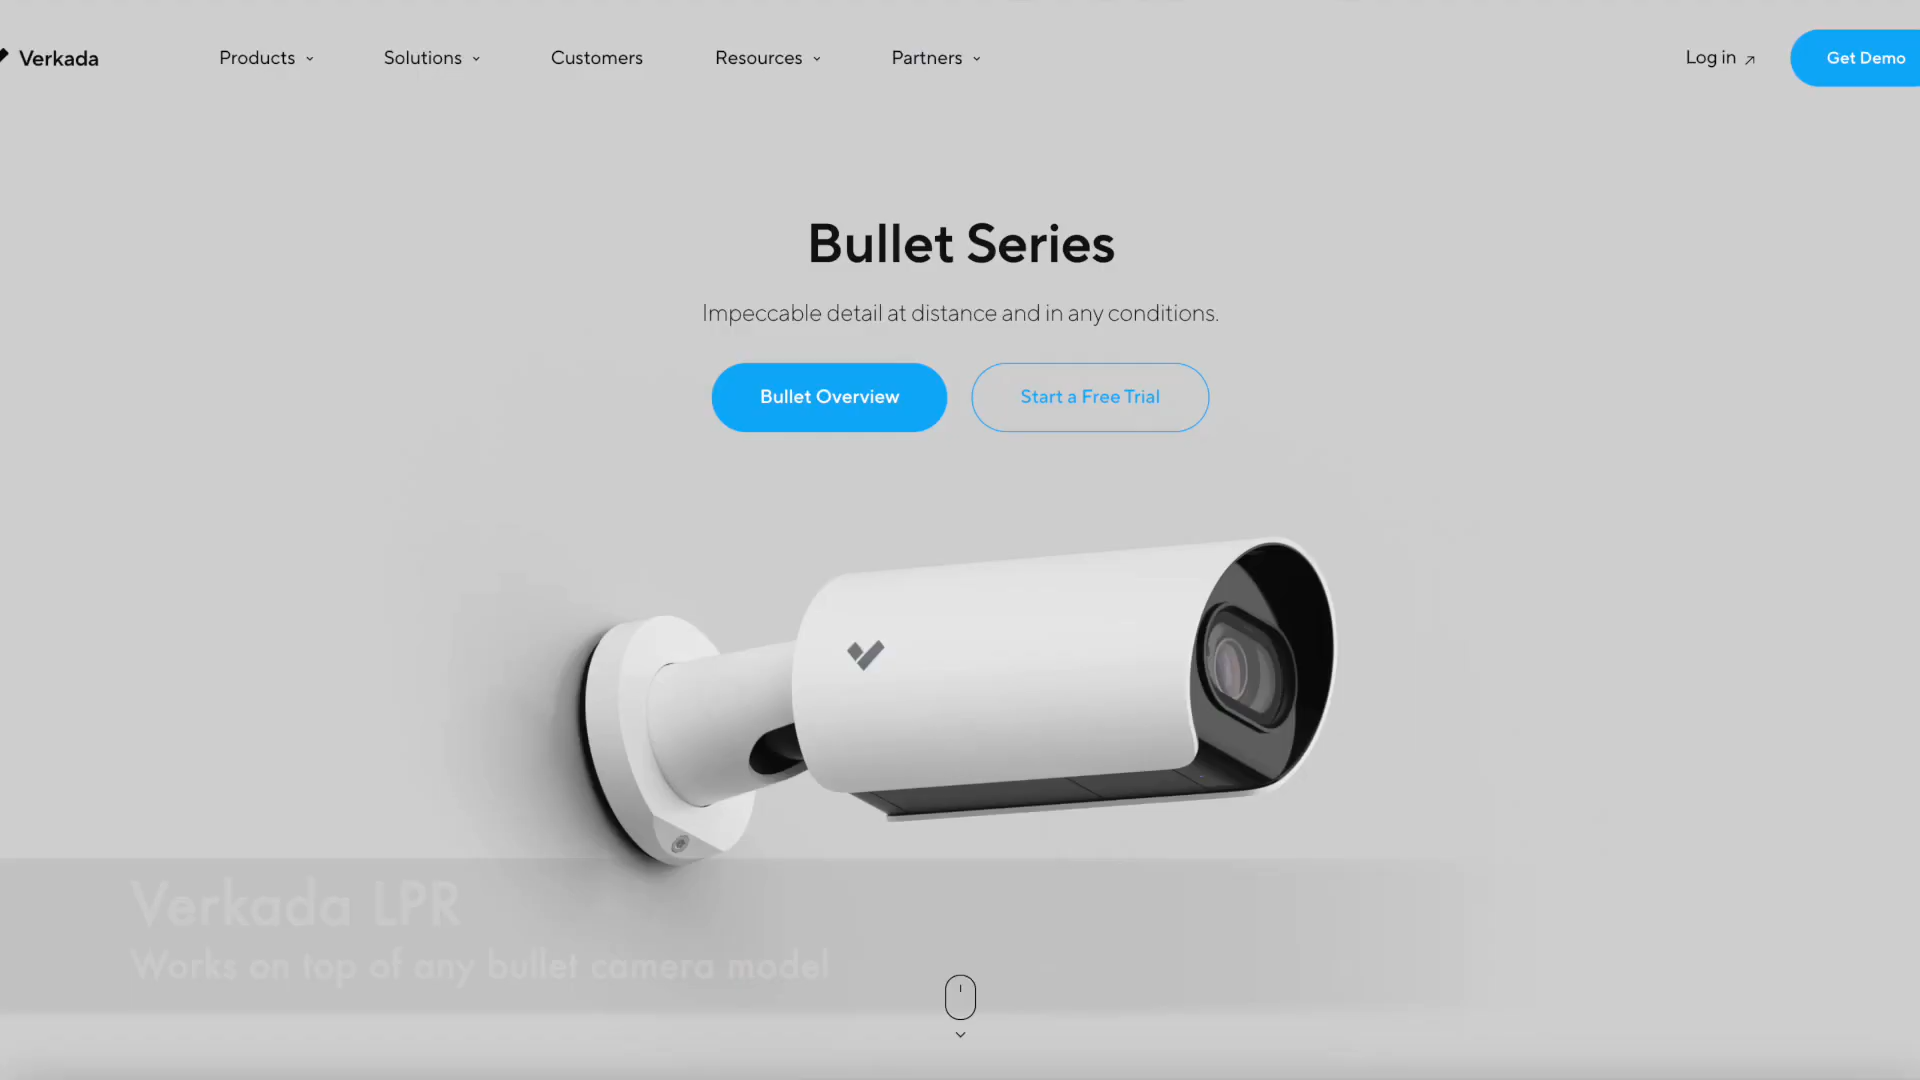 Verkada
Products
Solutions
Customers
Resources
Partners
Log in
Get Demo
Bullet Series
Impeccable detail at distance and in any conditions.
Bullet Overview
Start a Free Trial
Verkada LPR
Works on top of any bullet camera model